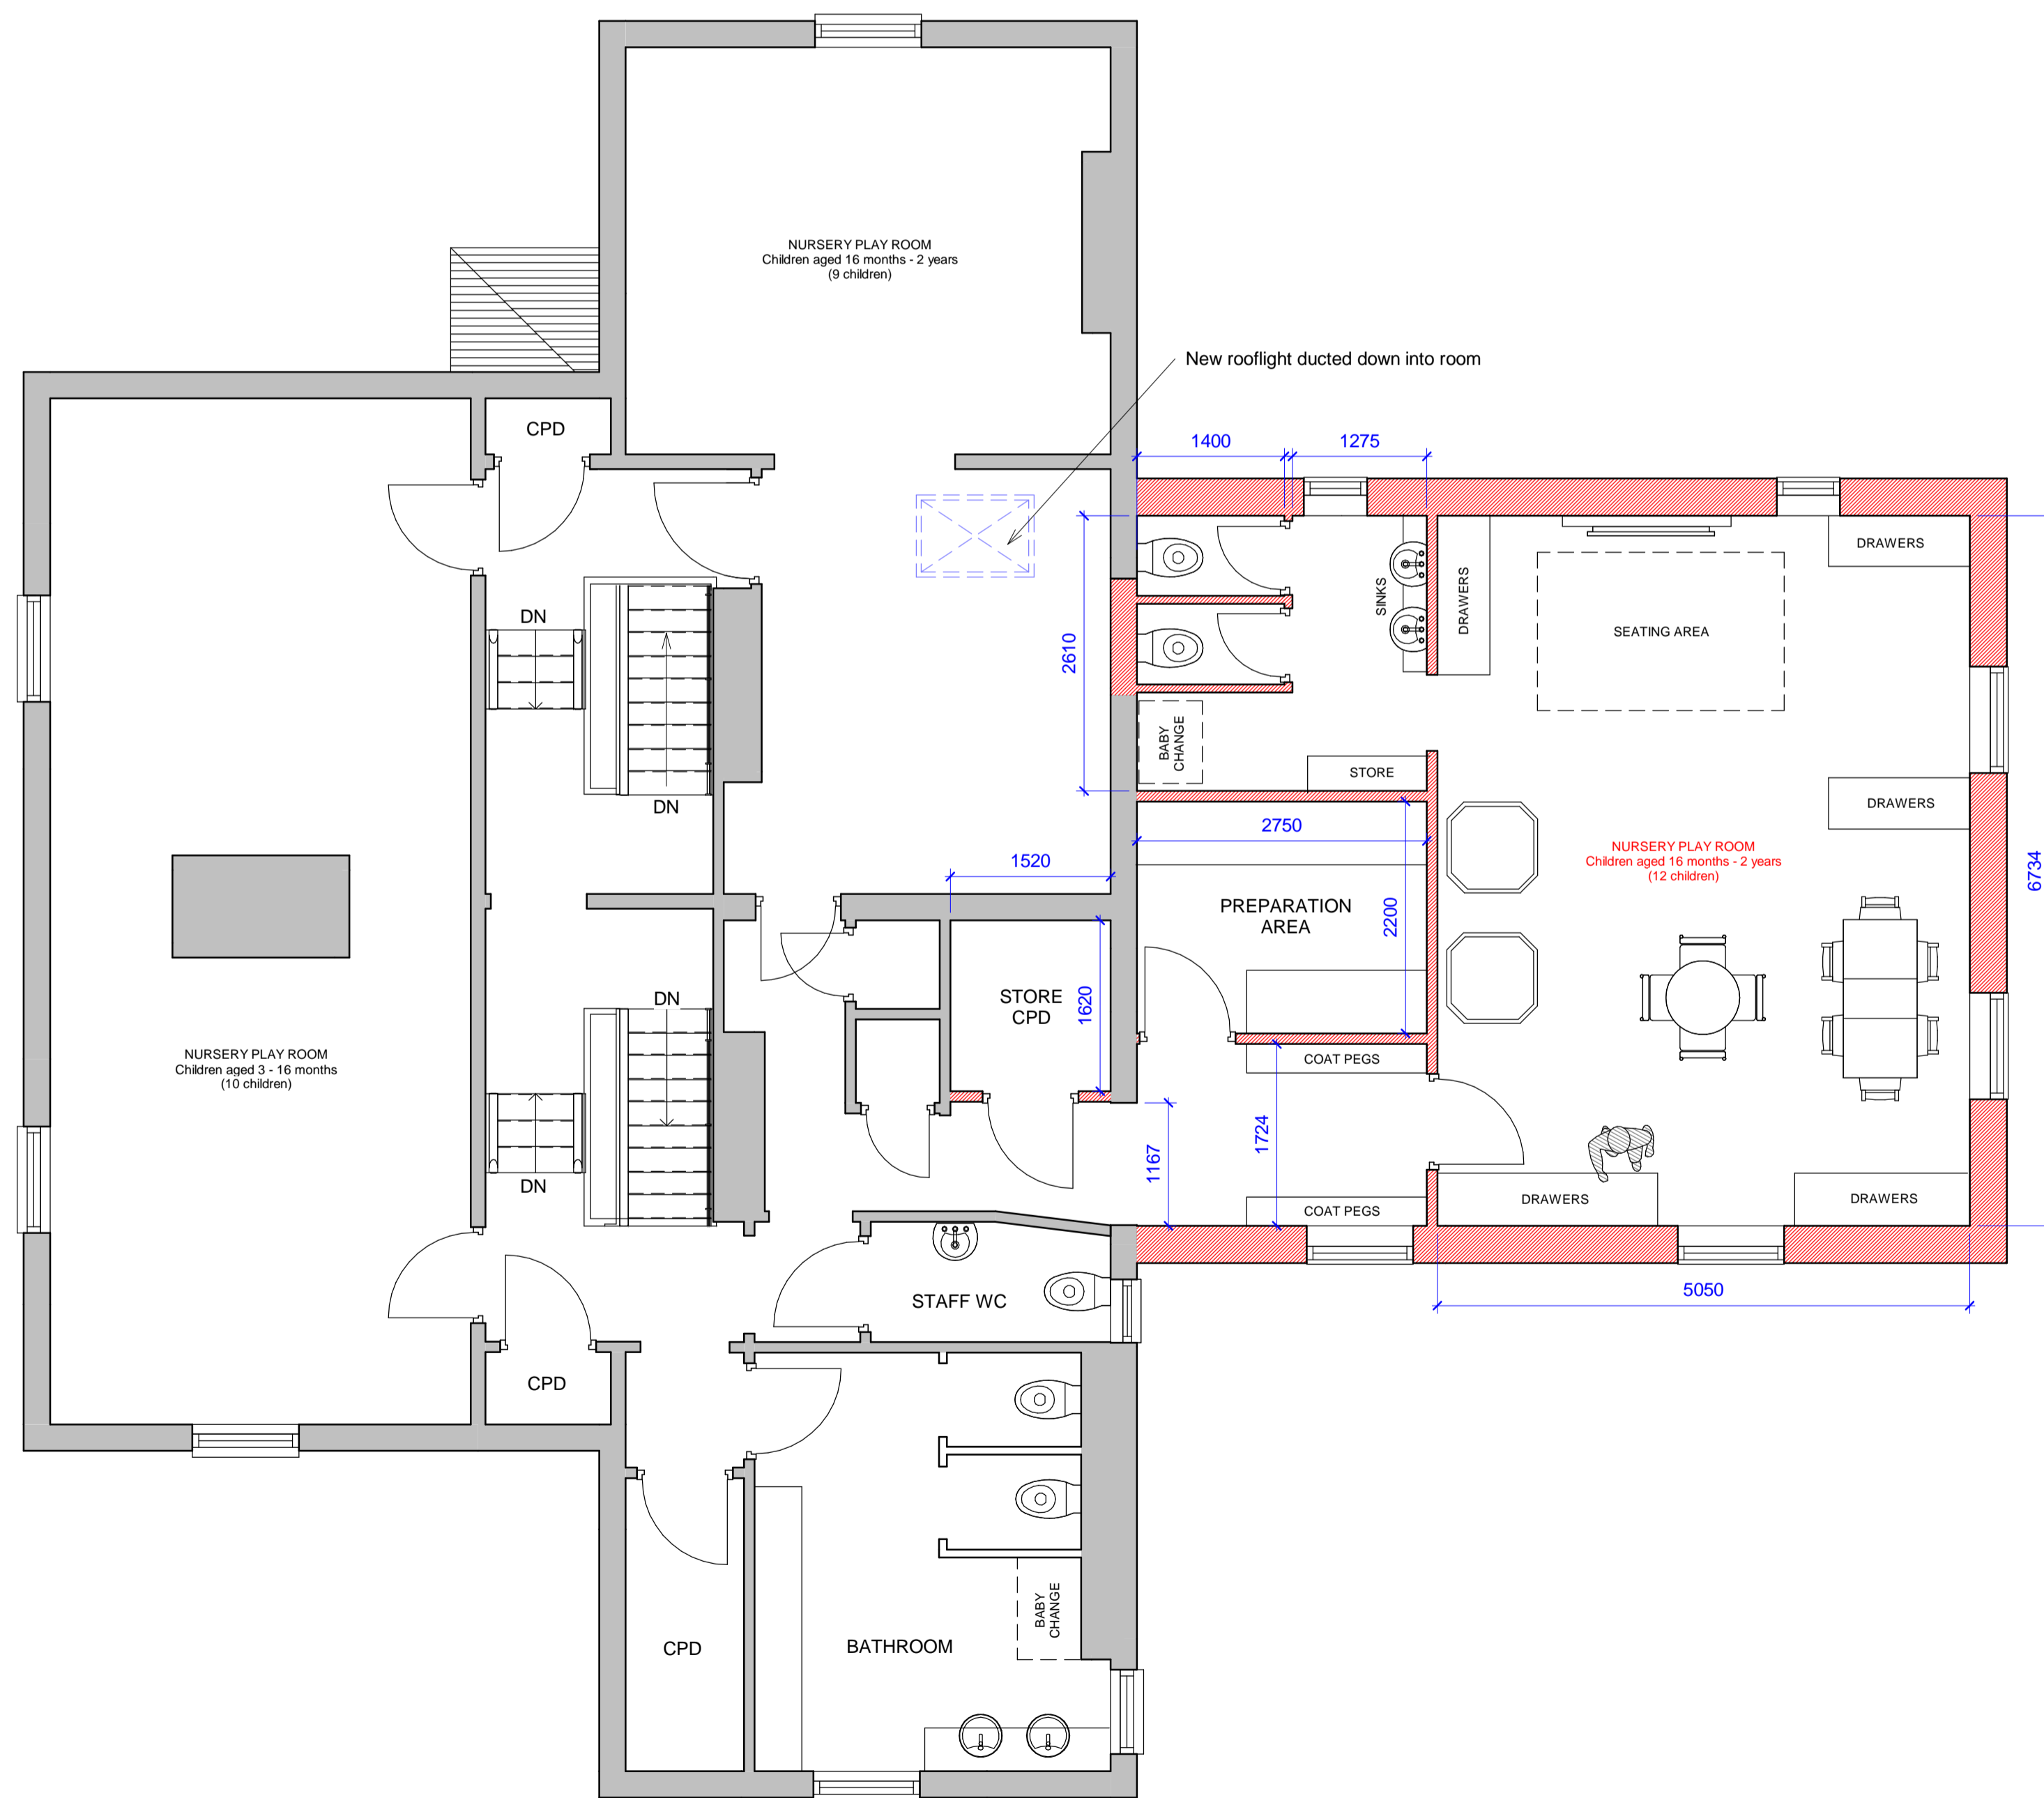 NURSERY PLAY ROOM
Children aged 16 months - 2 years
(9 children)
New rooflight ducted down into room
CPD
1400
1275
DRAWERS
SINKS
DRAWERS
DN
SEATING AREA
2610
BABY
CHANGE
STORE
DN
DRAWERS
2750
NURSERY PLAY ROOM
Children aged 16 months - 2 years
(12 children)
6734
1520
PREPARATION
AREA
2200
DN
STORE
CPD
1620
NURSERY PLAY ROOM
Children aged 3 - 16 months
(10 children)
COAT PEGS
1724
1167
DN
COAT PEGS
DRAWERS
DRAWERS
STAFF WC
5050
CPD
BABY
CHANGE
CPD
BATHROOM